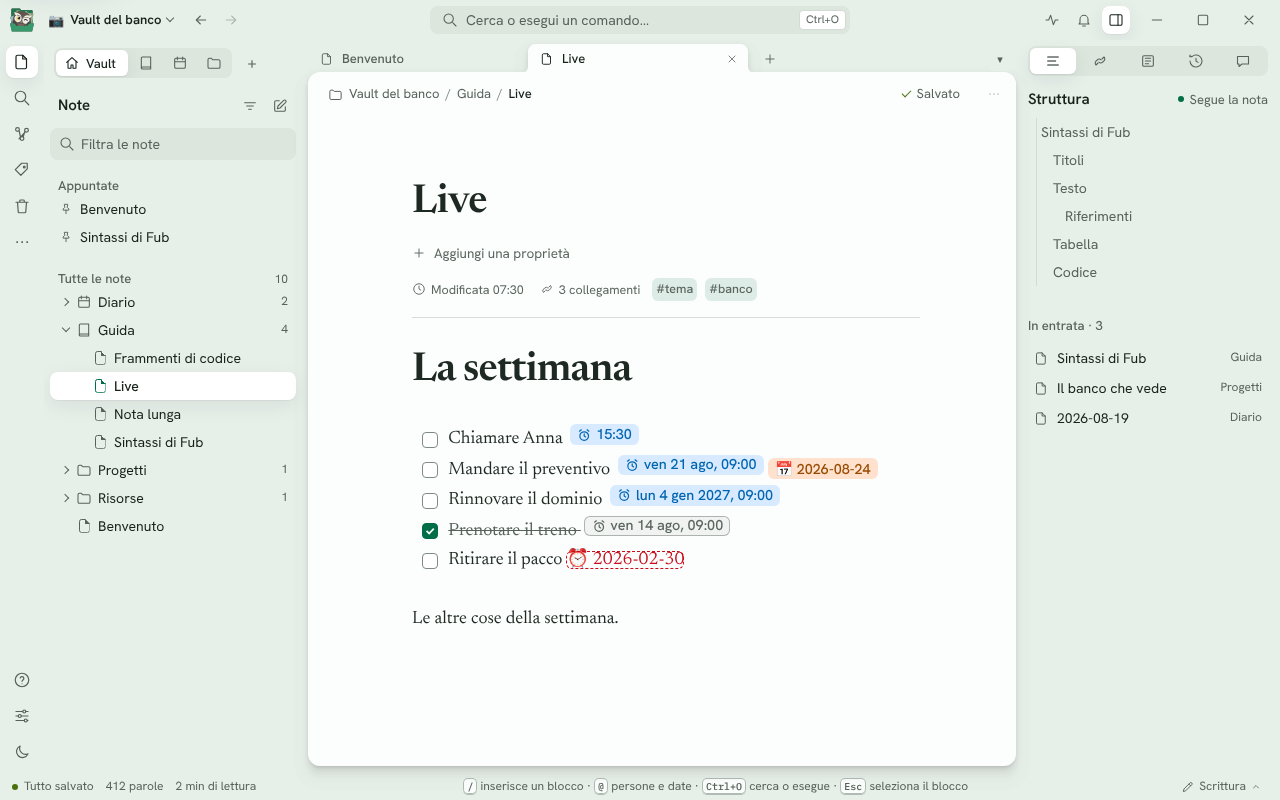 Vault del banco
Cerca o esegui un comando…
Ctrl+O
Vault
Benvenuto
Live
Note
Filtra le note
Appuntate
Benvenuto
Sintassi di Fub
Tutte le note 10
Diario 2
Guida 4
Frammenti di codice
Live
Nota lunga
Sintassi di Fub
Progetti 1
Risorse 1
Benvenuto
Vault del banco / Guida / Live
Salvato
Live
Aggiungi una proprietà
Modificata 07:30 3 collegamenti #tema #banco
La settimana
Chiamare Anna ⏰ 15:30
Mandare il preventivo ⏰ ven 21 ago, 09:00 📅 2026-08-24
Rinnovare il dominio ⏰ lun 4 gen 2027, 09:00
Prenotare il treno ⏰ ven 14 ago, 09:00
Ritirare il pacco ⏰ 2026-02-30
Le altre cose della settimana.
Struttura Segue la nota
Sintassi di Fub
Titoli
Testo
Riferimenti
Tabella
Codice
In entrata · 3
Sintassi di Fub Guida
Il banco che vede Progetti
2026-08-19 Diario
Tutto salvato 412 parole 2 min di lettura
/ inserisce un blocco · @ persone e date · Ctrl+O cerca o esegue · Esc seleziona il blocco
Scrittura